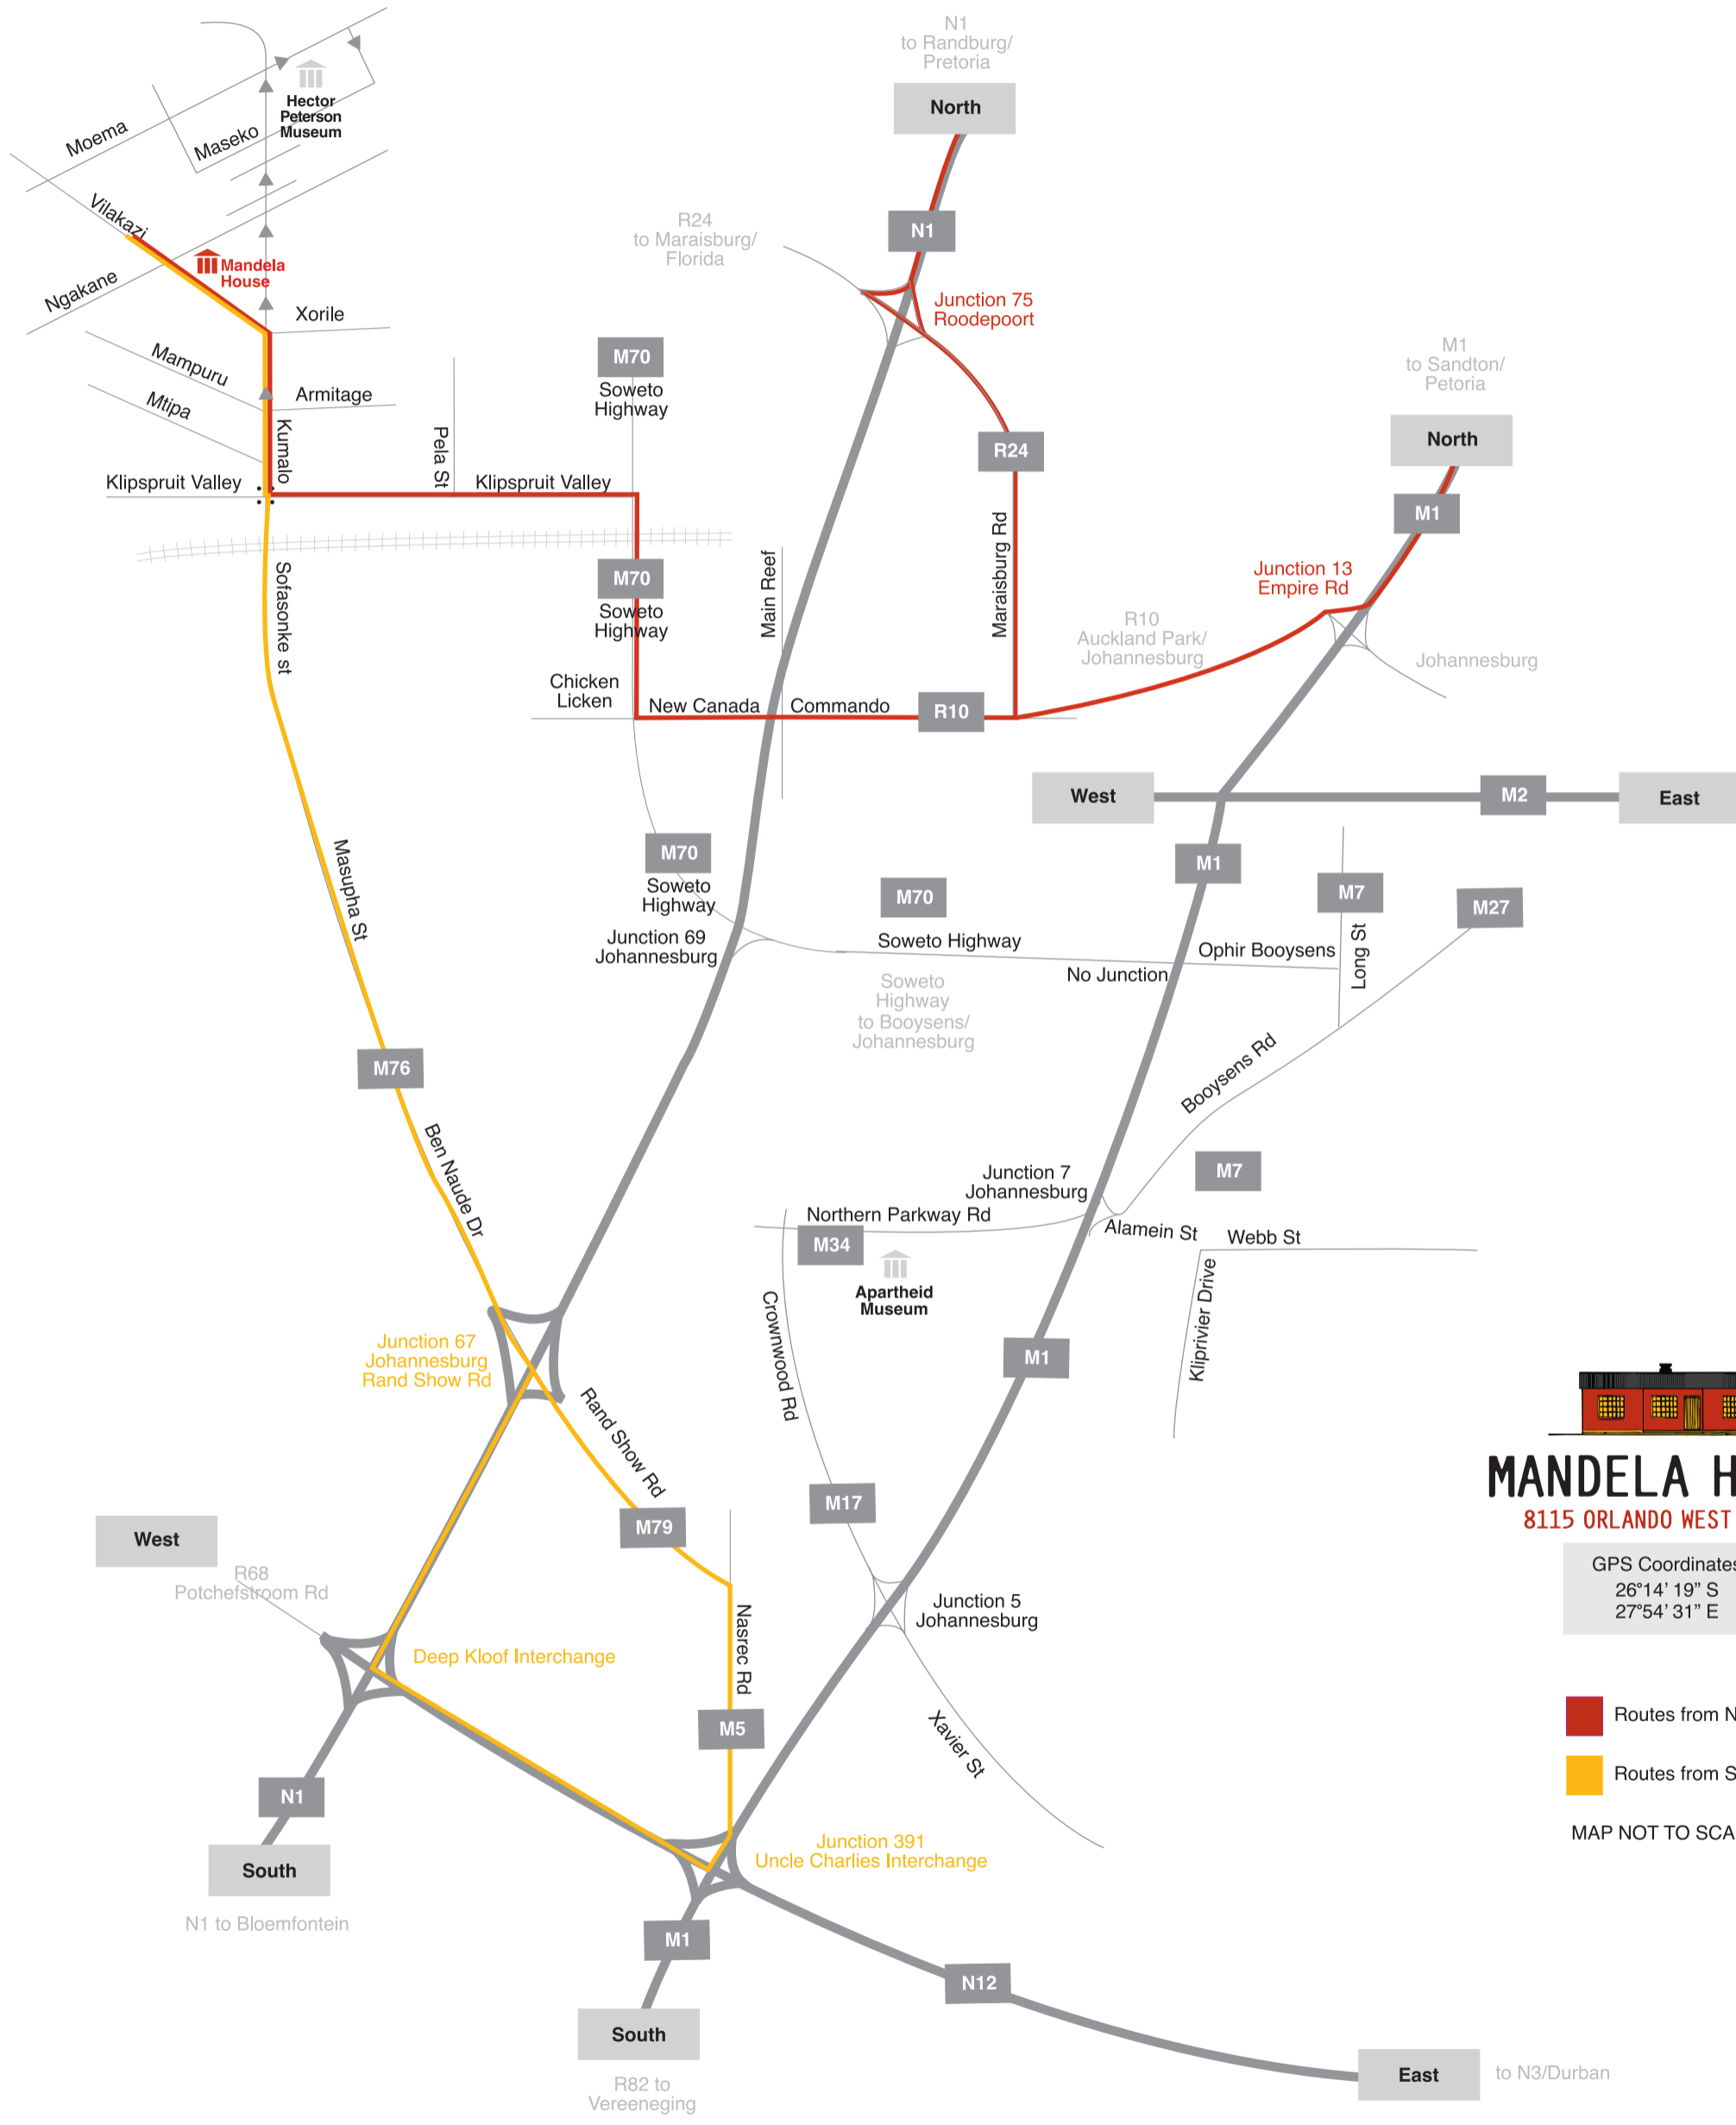 N1
to Randburg/
Pretoria
North
N1
Hector
Peterson
Museum
Moema
Maseko
Vilakazi
Mandela
House
Ngakane
Xorile
Mampuru
Armitage
Mtipa
Kumalo
Pela St
Klipspruit Valley
Klipspruit Valley
R24
to Maraisburg/
Florida
Junction 75
Roodepoort
M70
Soweto
Highway
R24
M1
to Sandton/
Petoria
North
M1
Sofasonke st
M70
Soweto
Highway
Main Reef
Maraisburg Rd
Junction 13
Empire Rd
R10
Auckland Park/
Johannesburg
Johannesburg
Chicken
Licken
New Canada
Commando
R10
West
M2
East
Masupha St
M70
Soweto
Highway
M70
M1
M7
M27
Junction 69
Johannesburg
Soweto Highway
Ophir Booysens
Long St
No Junction
Soweto
Highway
to Booysens/
Johannesburg
M76
Booysens Rd
Ben Naude Dr
Junction 7
Johannesburg
M7
Northern Parkway Rd
Alamein St
Webb St
M34
Apartheid
Museum
Crownwood Rd
Kliprivier Drive
M1
Junction 67
Johannesburg
Rand Show Rd
Rand Show Rd
MANDELA H
8115 ORLANDO WEST
M17
M79
West
R68
Potchefstroom Rd
GPS Coordinates
26°14’ 19” S
27°54’ 31” E
Junction 5
Johannesburg
Nasrec Rd
Deep Kloof Interchange
M5
Xavier St
Routes from N
Routes from S
MAP NOT TO SCA
N1
South
N1 to Bloemfontein
Junction 391
Uncle Charlies Interchange
M1
N12
South
R82 to
Vereeneging
East
to N3/Durban